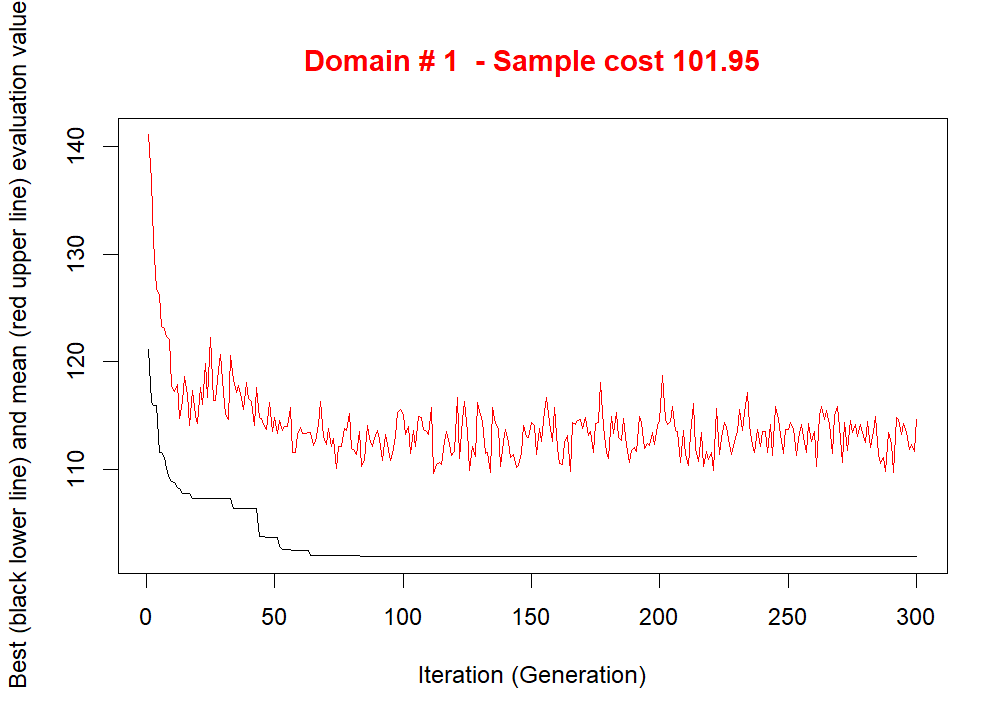 Domain # 1  - Sample cost 101.95
Best (black lower line) and mean (red upper line) evaluation value
140
130
120
110
0 50 100 150 200 250 300
Iteration (Generation)